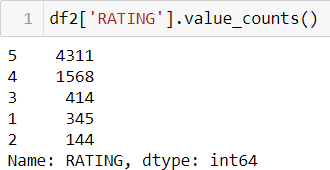 1 df2['RATING'].value_counts()
5    4311
4    1568
3     414
1     345
2     144
Name: RATING, dtype: int64